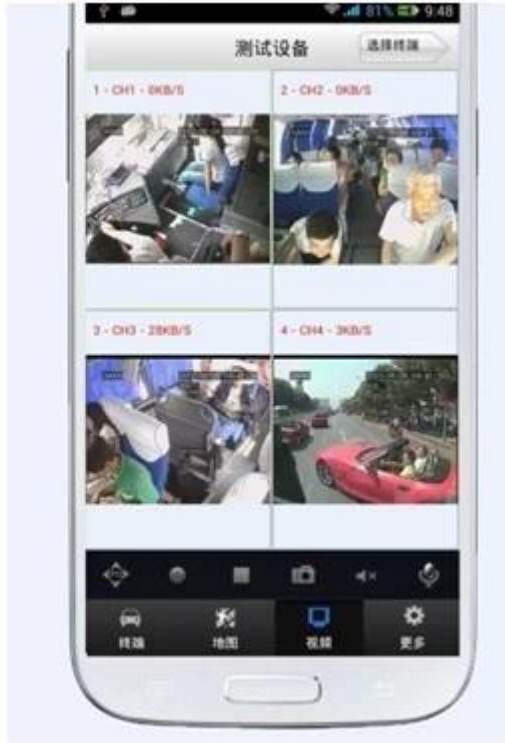 81% 9:48
测试设备
选择终端
1 - CH1 - 0KB/S
2 - CH2 - 0KB/S
3 - CH3 - 28KB/S
4 - CH4 - 3KB/S
终端
地图
视频
更多